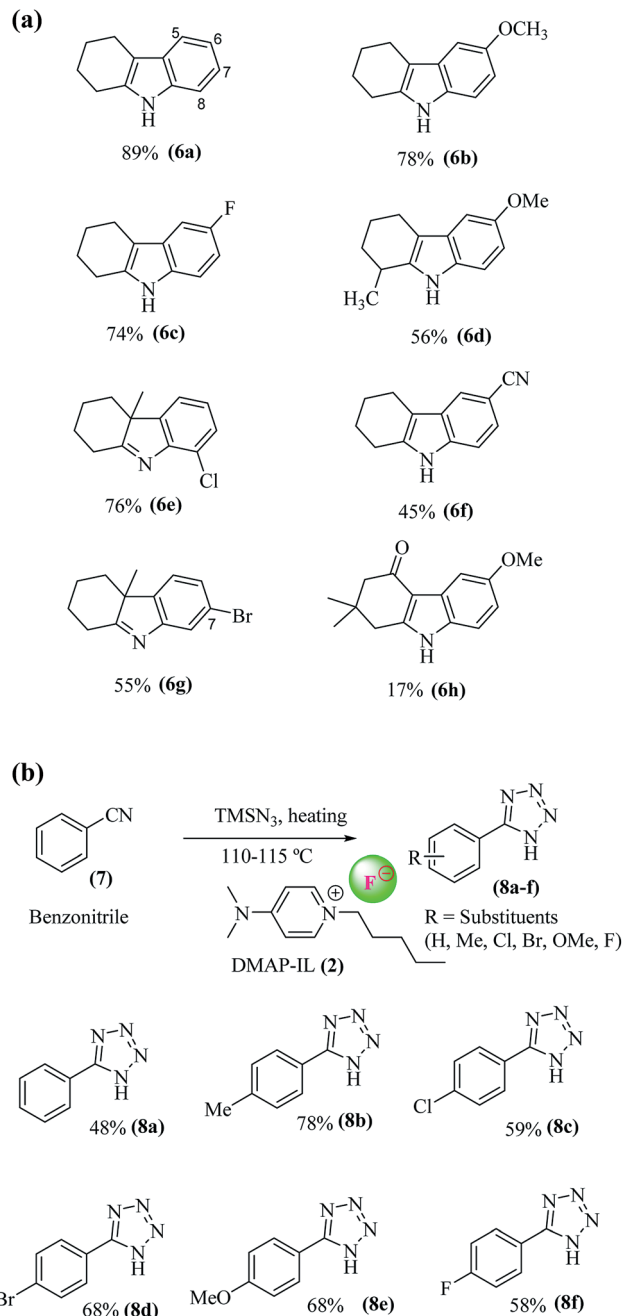 (a)
5
6
7
8
N
H
89% (6a)
OCH3
N
H
78% (6b)
F
N
H
74% (6c)
OMe
H3C
N
H
56% (6d)
N
Cl
76% (6e)
CN
N
H
45% (6f)
Br
7
N
55% (6g)
O
OMe
N
H
17% (6h)
(b)
CN
(7)
Benzonitrile
TMSN3, heating
110-115 ºC
F −
N
+
N
DMAP-IL (2)
N N
N
N
H
R
(8a-f)
R = Substituents
(H, Me, Cl, Br, OMe, F)
N N
N
N
H
48% (8a)
N N
N
N
H
Me
78% (8b)
N N
N
N
H
Cl
59% (8c)
N N
N
N
H
Br
68% (8d)
N N
N
N
H
MeO
68% (8e)
N N
N
N
H
F
58% (8f)